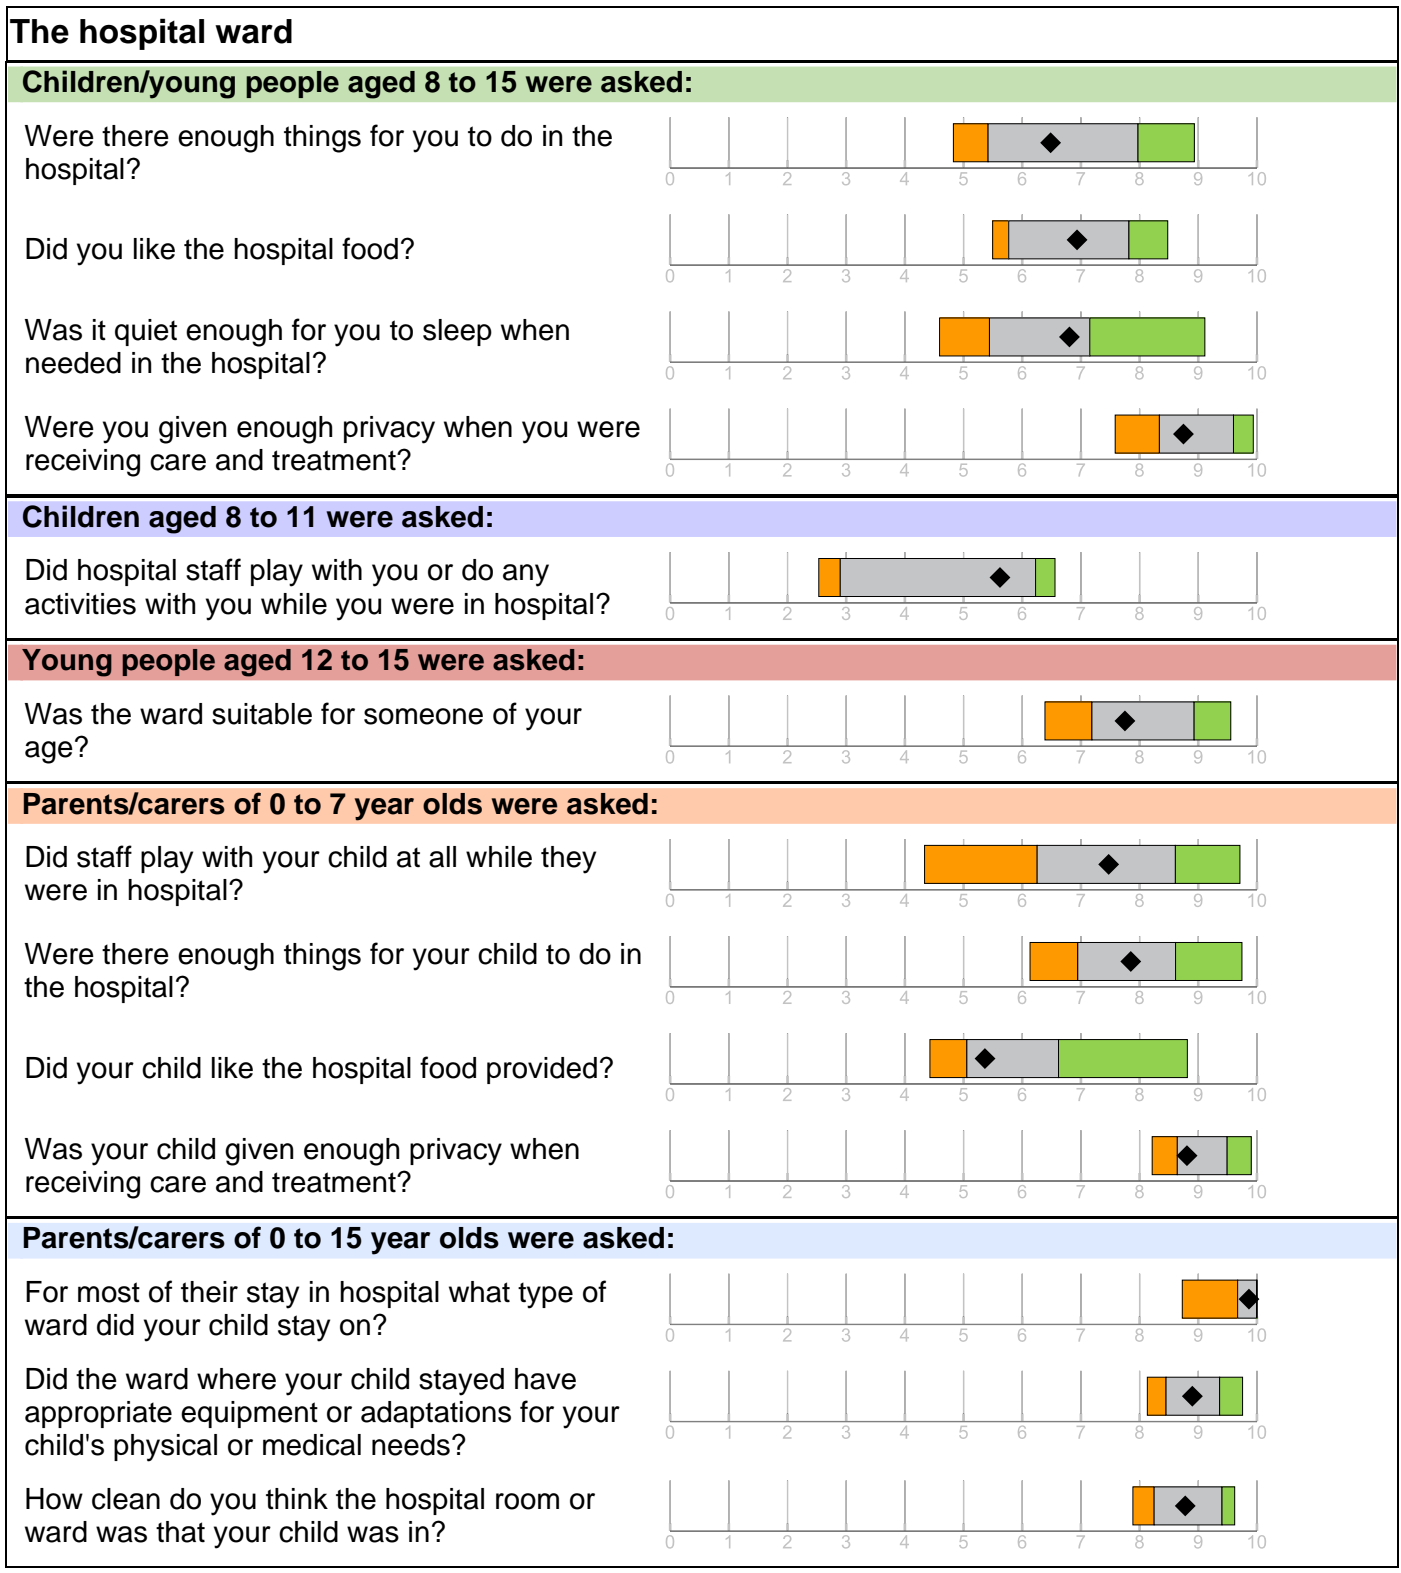 The hospital ward
Children/young people aged 8 to 15 were asked:
Were there enough things for you to do in the
hospital?
0 1 2 3 4 5 6 7 8 9 10
Did you like the hospital food?
0 1 2 3 4 5 6 7 8 9 10
Was it quiet enough for you to sleep when
needed in the hospital?
0 1 2 3 4 5 6 7 8 9 10
Were you given enough privacy when you were
receiving care and treatment?
0 1 2 3 4 5 6 7 8 9 10
Children aged 8 to 11 were asked:
Did hospital staff play with you or do any
activities with you while you were in hospital?
0 1 2 3 4 5 6 7 8 9 10
Young people aged 12 to 15 were asked:
Was the ward suitable for someone of your
age?
0 1 2 3 4 5 6 7 8 9 10
Parents/carers of 0 to 7 year olds were asked:
Did staff play with your child at all while they
were in hospital?
0 1 2 3 4 5 6 7 8 9 10
Were there enough things for your child to do in
the hospital?
0 1 2 3 4 5 6 7 8 9 10
Did your child like the hospital food provided?
0 1 2 3 4 5 6 7 8 9 10
Was your child given enough privacy when
receiving care and treatment?
0 1 2 3 4 5 6 7 8 9 10
Parents/carers of 0 to 15 year olds were asked:
For most of their stay in hospital what type of
ward did your child stay on?
0 1 2 3 4 5 6 7 8 9 10
Did the ward where your child stayed have
appropriate equipment or adaptations for your
child's physical or medical needs?
0 1 2 3 4 5 6 7 8 9 10
How clean do you think the hospital room or
ward was that your child was in?
0 1 2 3 4 5 6 7 8 9 10